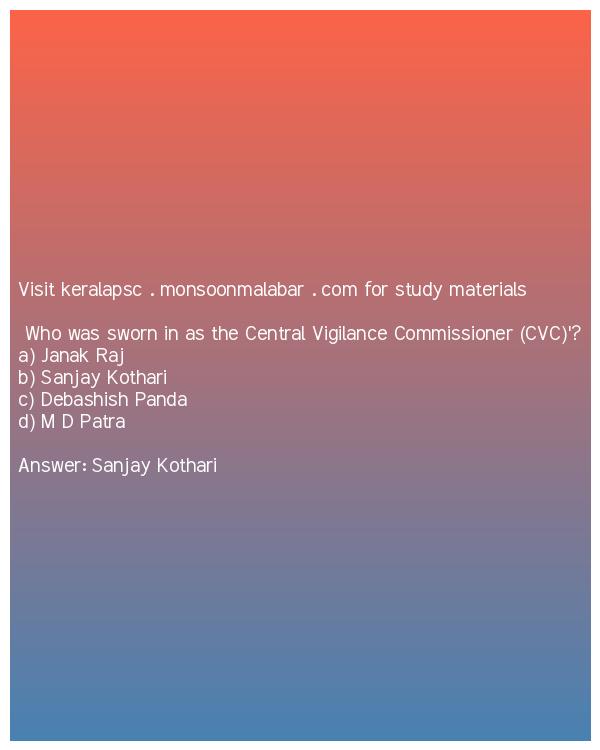 Visit keralapsc . monsoonmalabar . com for study materials
Who was sworn in as the Central Vigilance Commissioner (CVC)'?
a) Janak Raj
b) Sanjay Kothari
c) Debashish Panda
d) M D Patra
Answer: Sanjay Kothari